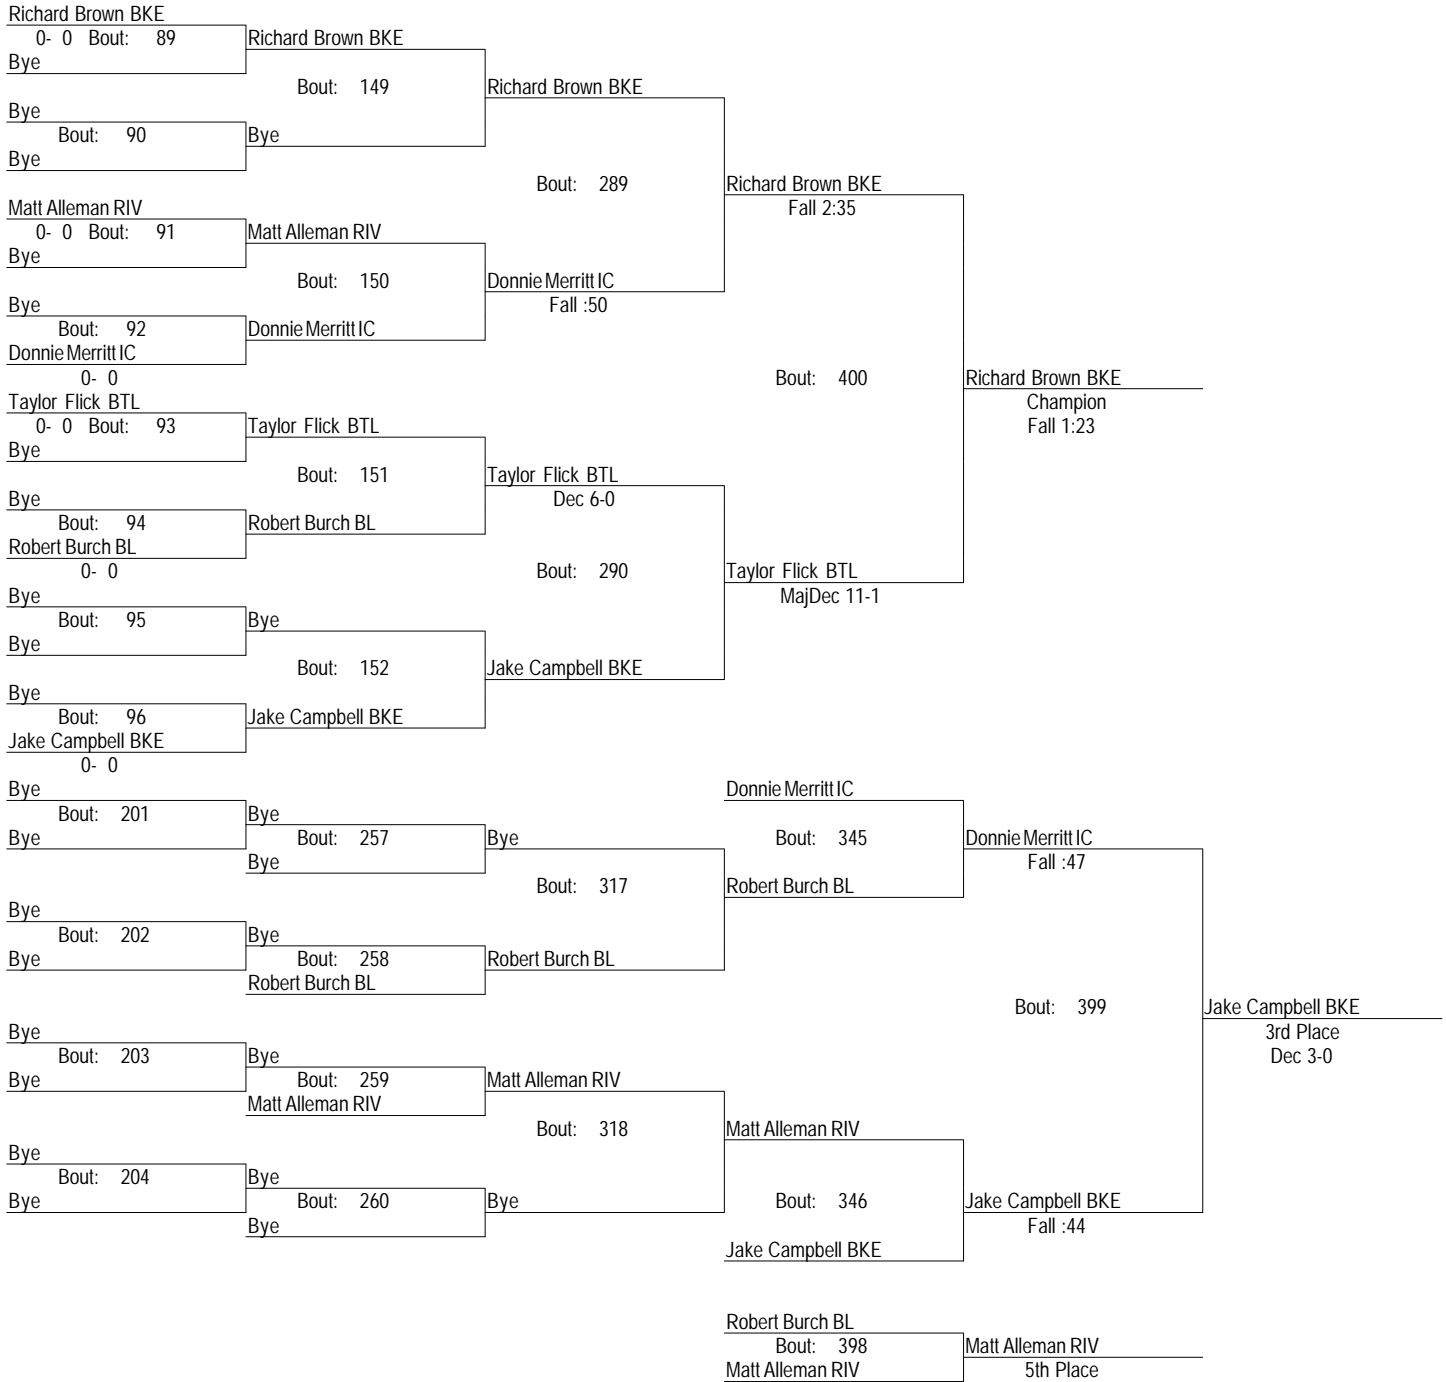 Richard Brown BKE
0- 0 Bout: 89 Richard Brown BKE
Bye
Bout: 149 Richard Brown BKE
Bye
Bout: 90 Bye
Bye
Bout: 289 Richard Brown BKE
Fall 2:35
Matt Alleman RIV
0- 0 Bout: 91 Matt Alleman RIV
Bye
Bout: 150 Donnie Merritt IC
Bye Fall :50
Bout: 92 Donnie Merritt IC
Donnie Merritt IC
0- 0 Bout: 400 Richard Brown BKE
Taylor Flick BTL Champion
0- 0 Bout: 93 Taylor Flick BTL Fall 1:23
Bye
Bout: 151 Taylor Flick BTL
Bye Dec 6-0
Bout: 94 Robert Burch BL
Robert Burch BL
0- 0 Bout: 290 Taylor Flick BTL
Bye MajDec 11-1
Bout: 95 Bye
Bye
Bout: 152 Jake Campbell BKE
Bye
Bout: 96 Jake Campbell BKE
Jake Campbell BKE
0- 0
Bye Donnie Merritt IC
Bout: 201 Bye
Bye Bout: 257 Bye Bout: 345 Donnie Merritt IC
Bye Fall :47
Bout: 317 Robert Burch BL
Bye
Bout: 202 Bye
Bye Bout: 258 Robert Burch BL
Robert Burch BL
Bout: 399 Jake Campbell BKE
Bye 3rd Place
Bout: 203 Bye Dec 3-0
Bye Bout: 259 Matt Alleman RIV
Matt Alleman RIV
Bout: 318 Matt Alleman RIV
Bye
Bout: 204 Bye
Bye Bout: 260 Bye Bout: 346 Jake Campbell BKE
Bye Fall :44
Jake Campbell BKE
Robert Burch BL
Bout: 398 Matt Alleman RIV
Matt Alleman RIV 5th Place